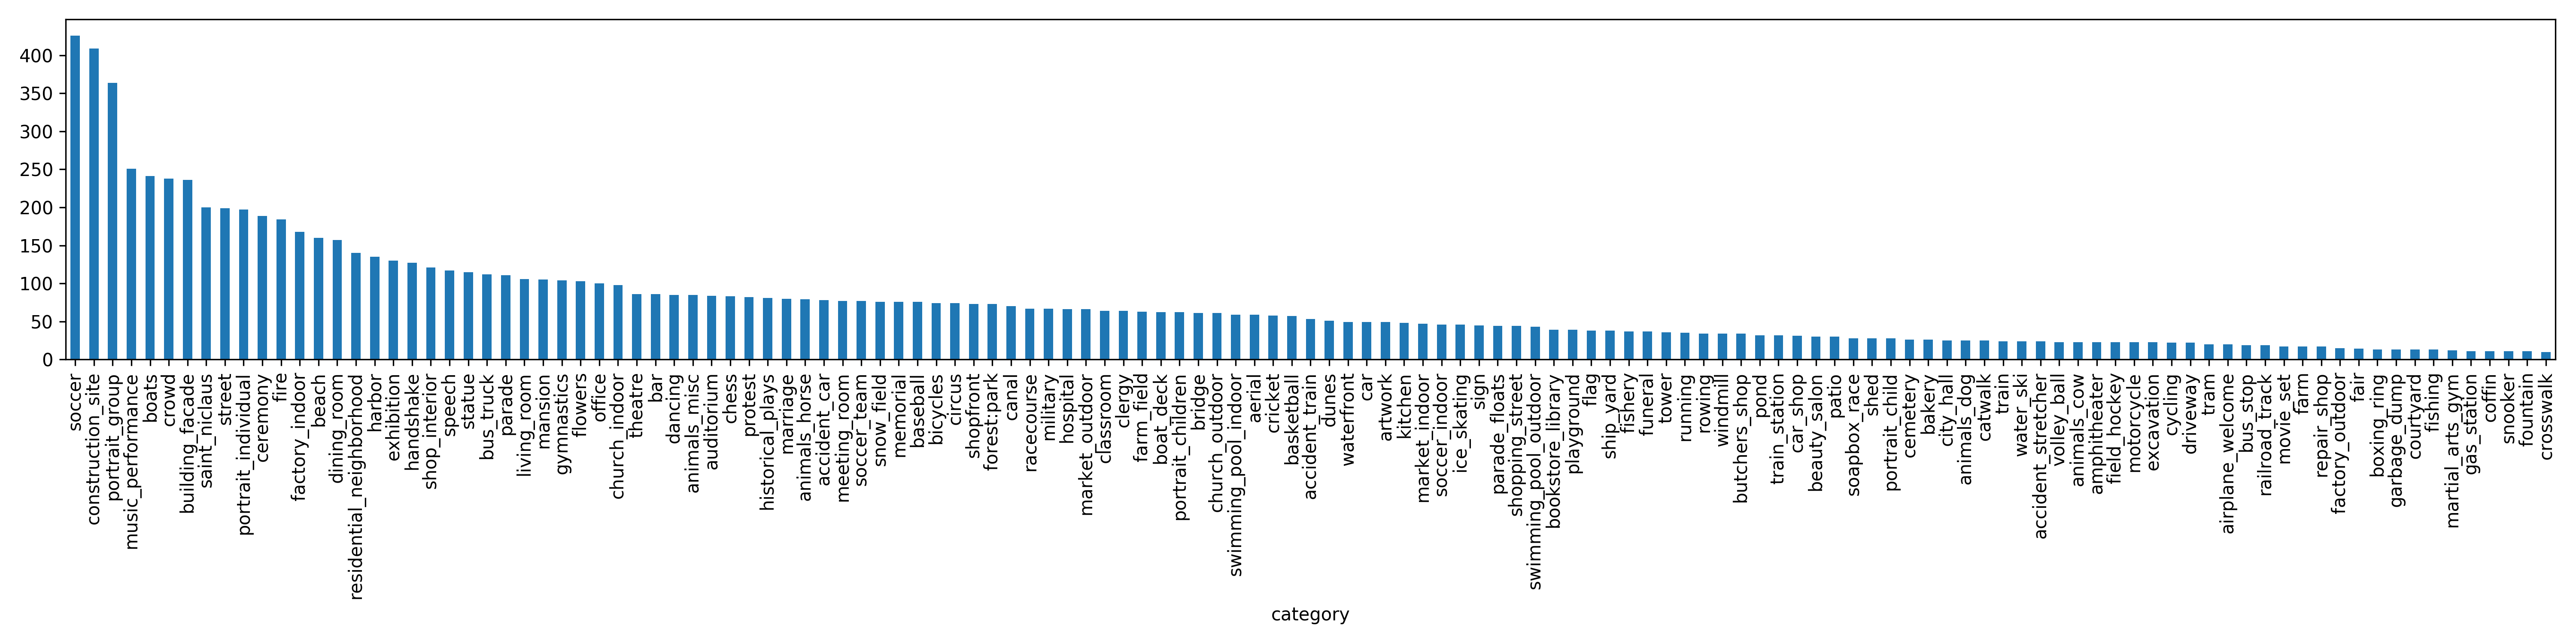 400
350
300
250
200
150
100
50
0
soccer
construction_site
portrait_group
music_performance
boats
crowd
building_facade
saint_niclaus
street
portrait_individual
ceremony
fire
factory_indoor
beach
dining_room
residential_neighborhood
harbor
exhibition
handshake
shop_interior
speech
statue
bus_truck
parade
living_room
mansion
gymnastics
flowers
office
church_indoor
theatre
bar
dancing
animals_misc
auditorium
chess
protest
historical_plays
marriage
animals_horse
accident_car
meeting_room
soccer_team
snow_field
memorial
baseball
bicycles
circus
shopfront
forest:park
canal
racecourse
military
hospital
market_outdoor
classroom
clergy
farm_field
boat_deck
portrait_children
bridge
church_outdoor
swimming_pool_indoor
aerial
cricket
basketball
accident_train
dunes
waterfront
car
artwork
kitchen
market_indoor
soccer_indoor
ice_skating
sign
parade_floats
shopping_street
swimming_pool_outdoor
bookstore_library
playground
flag
ship_yard
fishery
funeral
tower
running
rowing
windmill
butchers_shop
pond
train_station
car_shop
beauty_salon
patio
soapbox_race
shed
portrait_child
cemetery
bakery
city_hall
animals_dog
catwalk
train
water_ski
accident_stretcher
volley_ball
animals_cow
amphitheater
field_hockey
motorcycle
excavation
cycling
driveway
tram
airplane_welcome
bus_stop
railroad_track
movie_set
farm
repair_shop
factory_outdoor
fair
boxing_ring
garbage_dump
courtyard
fishing
martial_arts_gym
gas_station
coffin
snooker
fountain
crosswalk
category